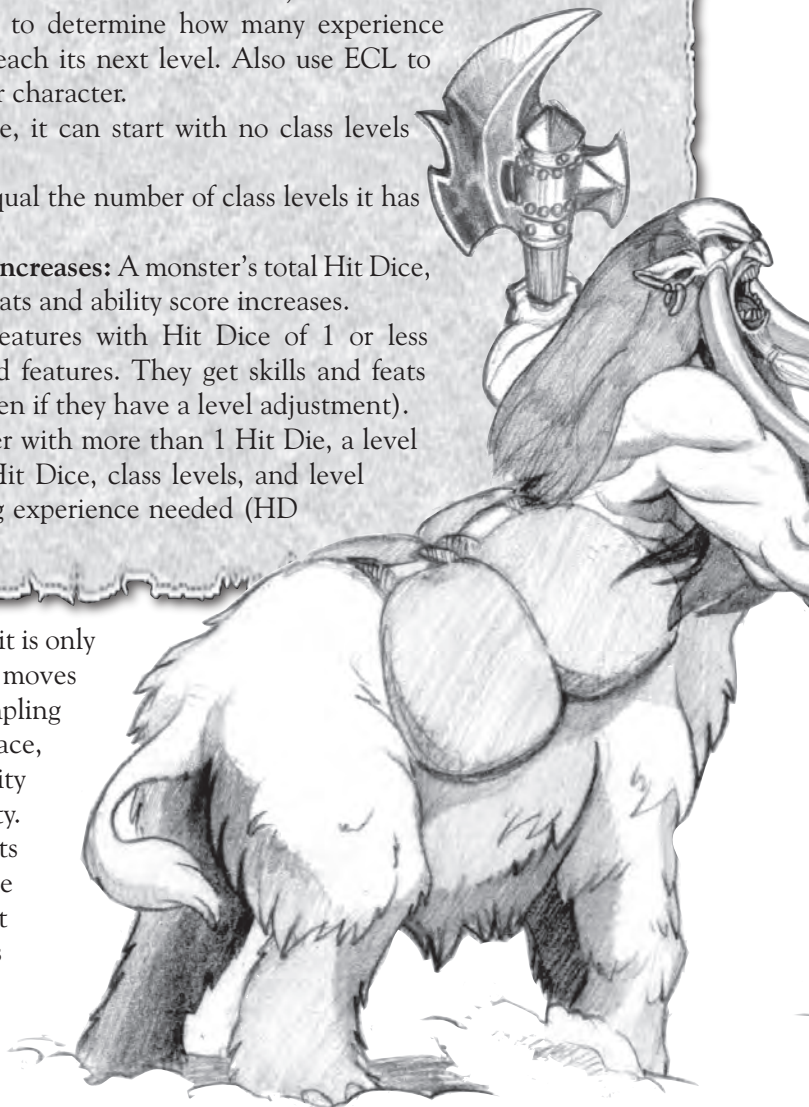 to determine how many experience
each its next level. Also use ECL to
r character.
e, it can start with no class levels
qual the number of class levels it has
ncreases: A monster's total Hit Dice,
ats and ability score increases.
eatures with Hit Dice of 1 or less
d features. They get skills and feats
en if they have a level adjustment).
er with more than 1 Hit Die, a level
Hit Dice, class levels, and level
g experience needed (HD
it is only
moves
mpling
ace,
ity
ty.
ts
e
t
s